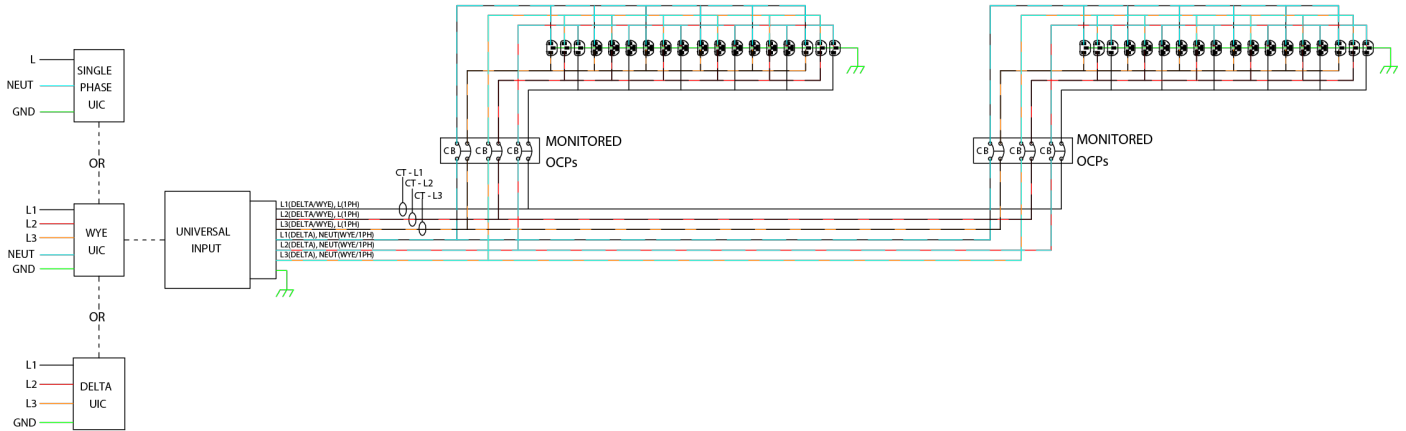 L
NEUT
GND
SINGLE
PHASE
UIC
OR
L1
L2
L3
NEUT
GND
WYE
UIC
OR
L1
L2
L3
GND
DELTA
UIC
UNIVERSAL
INPUT
L1(DELTA/WYE), L(1PH)
L2(DELTA/WYE), L(1PH)
L3(DELTA/WYE), L(1PH)
L1(DELTA), NEUT(WYE/1PH)
L2(DELTA), NEUT(WYE/1PH)
L3(DELTA), NEUT(WYE/1PH)
CT - L1
CT - L2
CT - L3
CB
CB
CB
MONITORED
OCPs
CB
CB
CB
MONITORED
OCPs